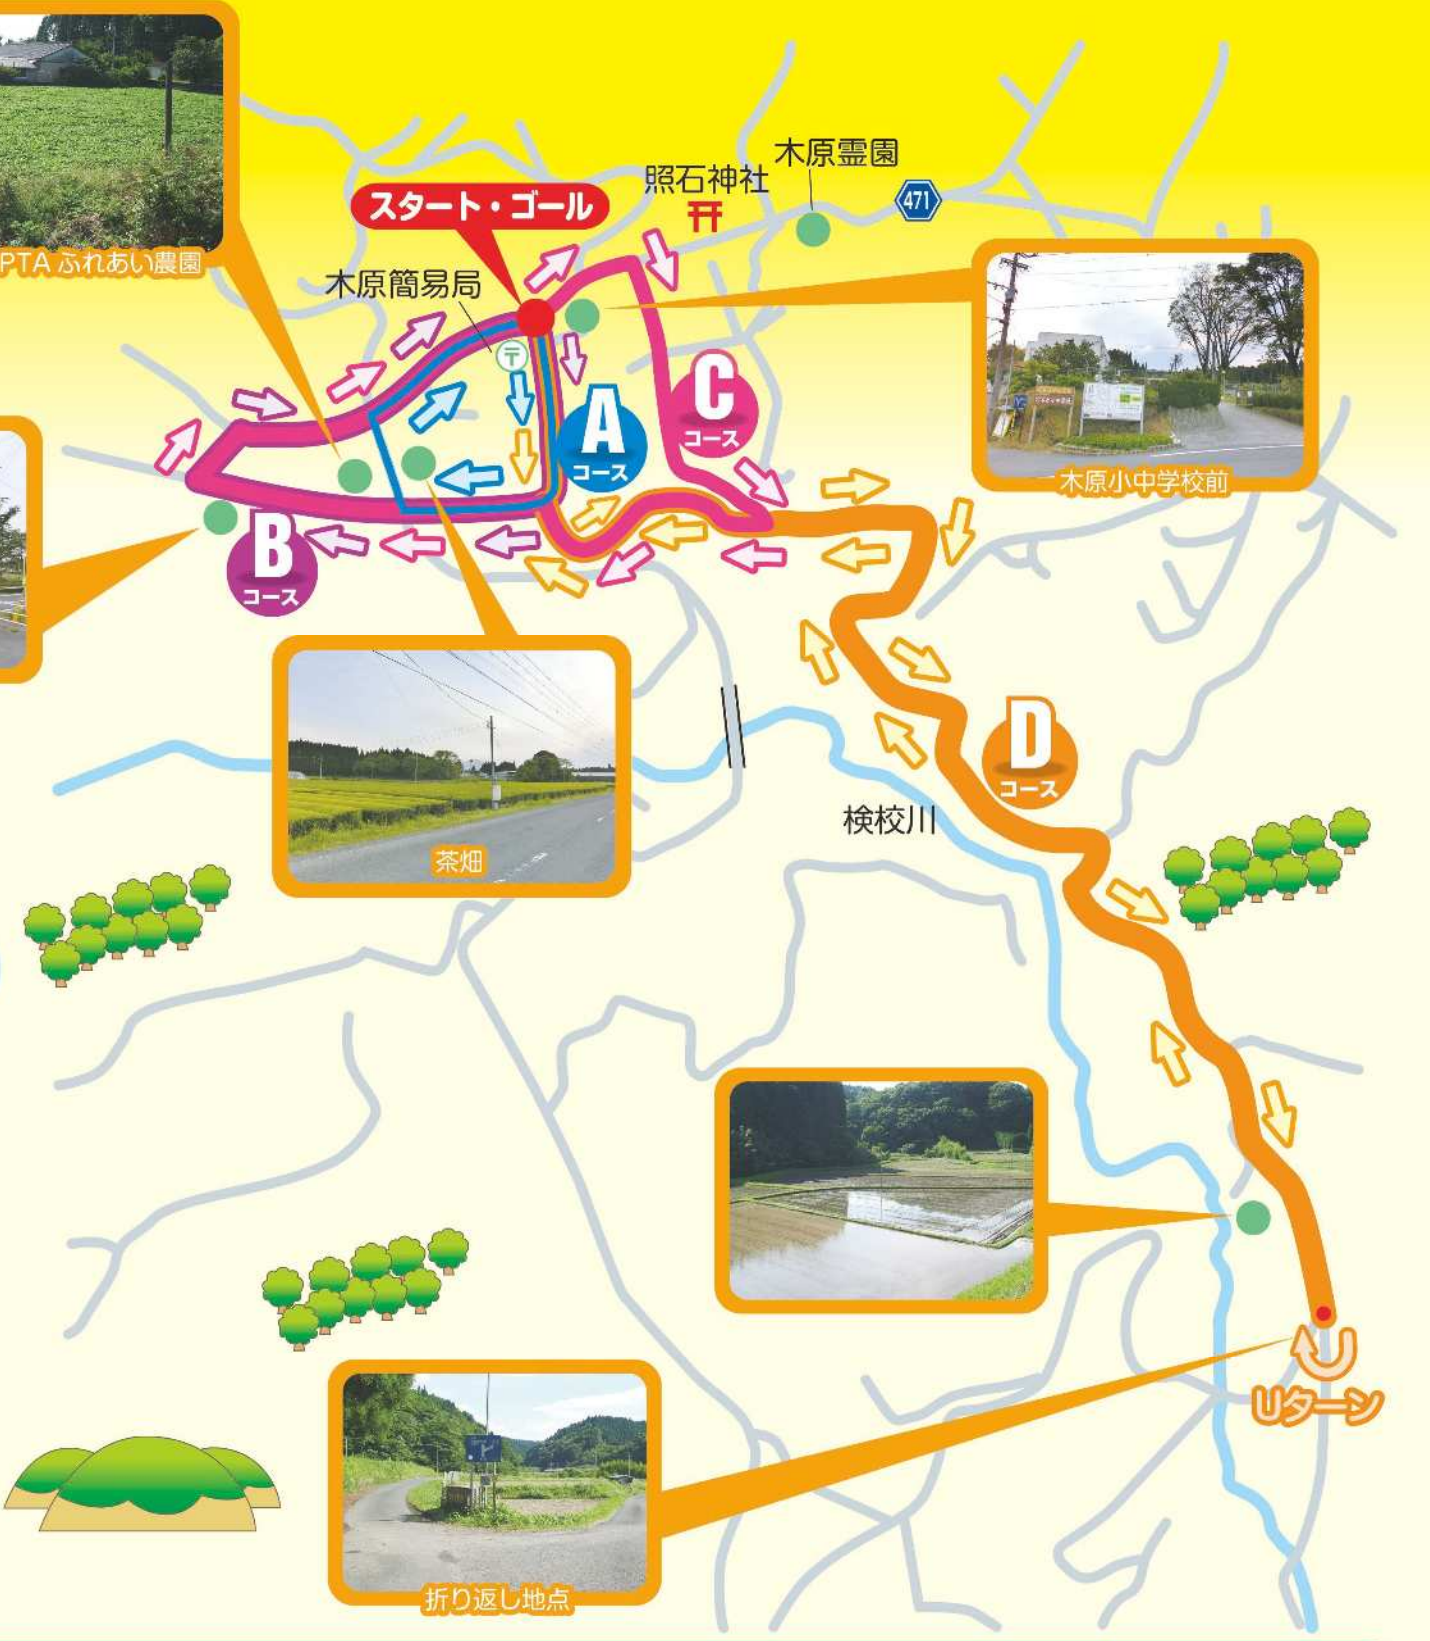 木原霊園
照石神社
471
スタート・ゴール
PTAふれあい農園
木原簡易局
〒
A
コース
C
コース
木原小中学校前
B
コース
D
コース
検校川
茶畑
Uターン
折り返し地点